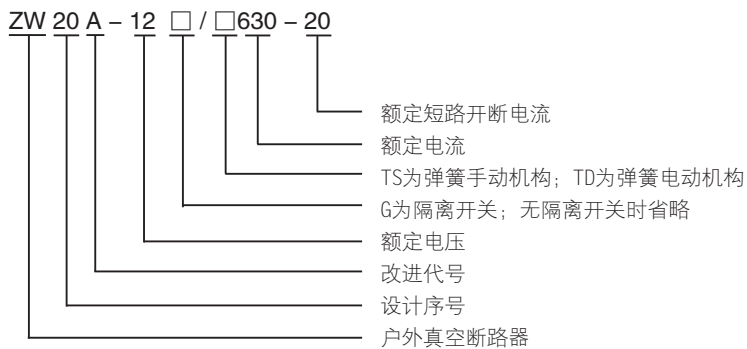 ZW 20 A - 12 □ / □630 - 20
额定短路开断电流
额定电流
TS为弹簧手动机构；TD为弹簧电动机构
G为隔离开关；无隔离开关时省略
额定电压
改进代号
设计序号
户外真空断路器